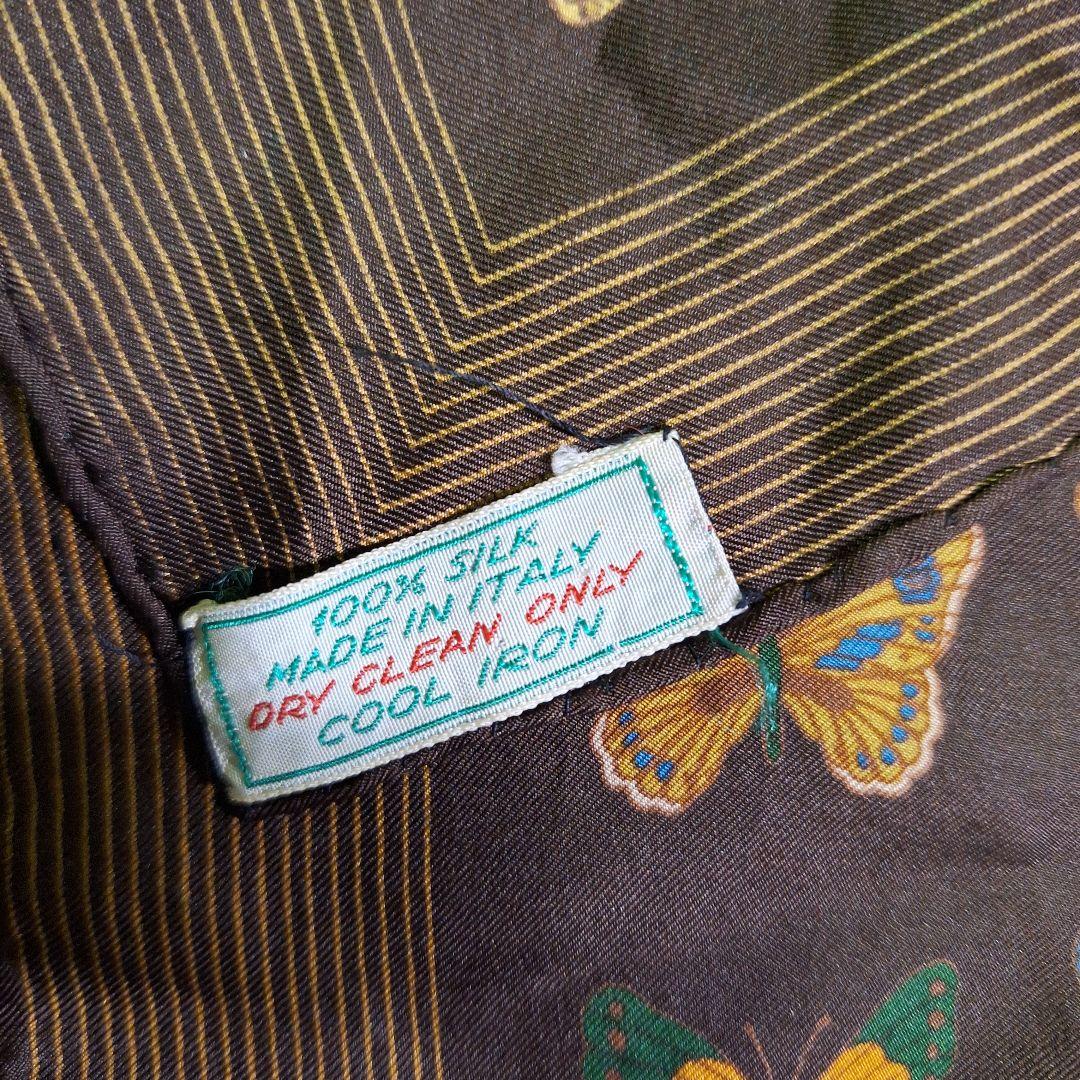 100% SILK
MADE IN ITALY
DRY CLEAN ONLY
COOL IRON